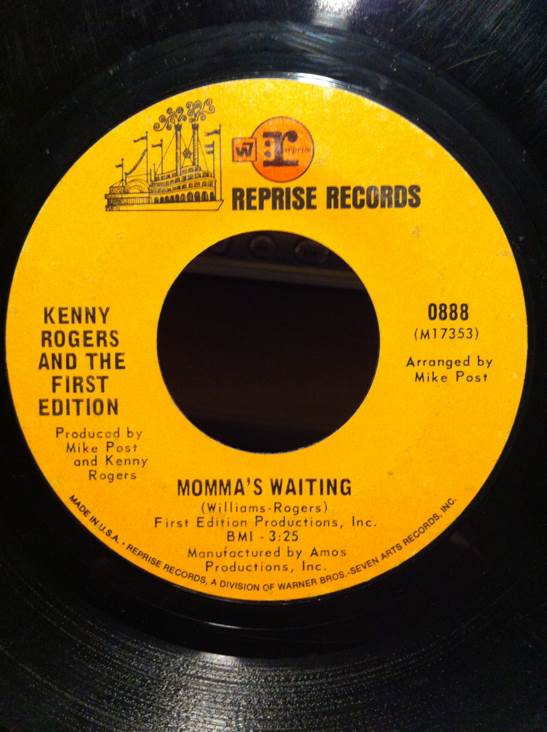 W7
r
reprise
REPRISE RECORDS
KENNY
ROGERS
AND THE
FIRST
EDITION
Produced by
Mike Post
and Kenny
Rogers
0888
(M17353)
Arranged by
Mike Post
MOMMA'S WAITING
(Williams-Rogers)
First Edition Productions, Inc.
BMI - 3:25
Manufactured by Amos
Productions, Inc.
MADE IN U.S.A. • REPRISE RECORDS, A DIVISION OF WARNER BROS.-SEVEN ARTS RECORDS, INC.